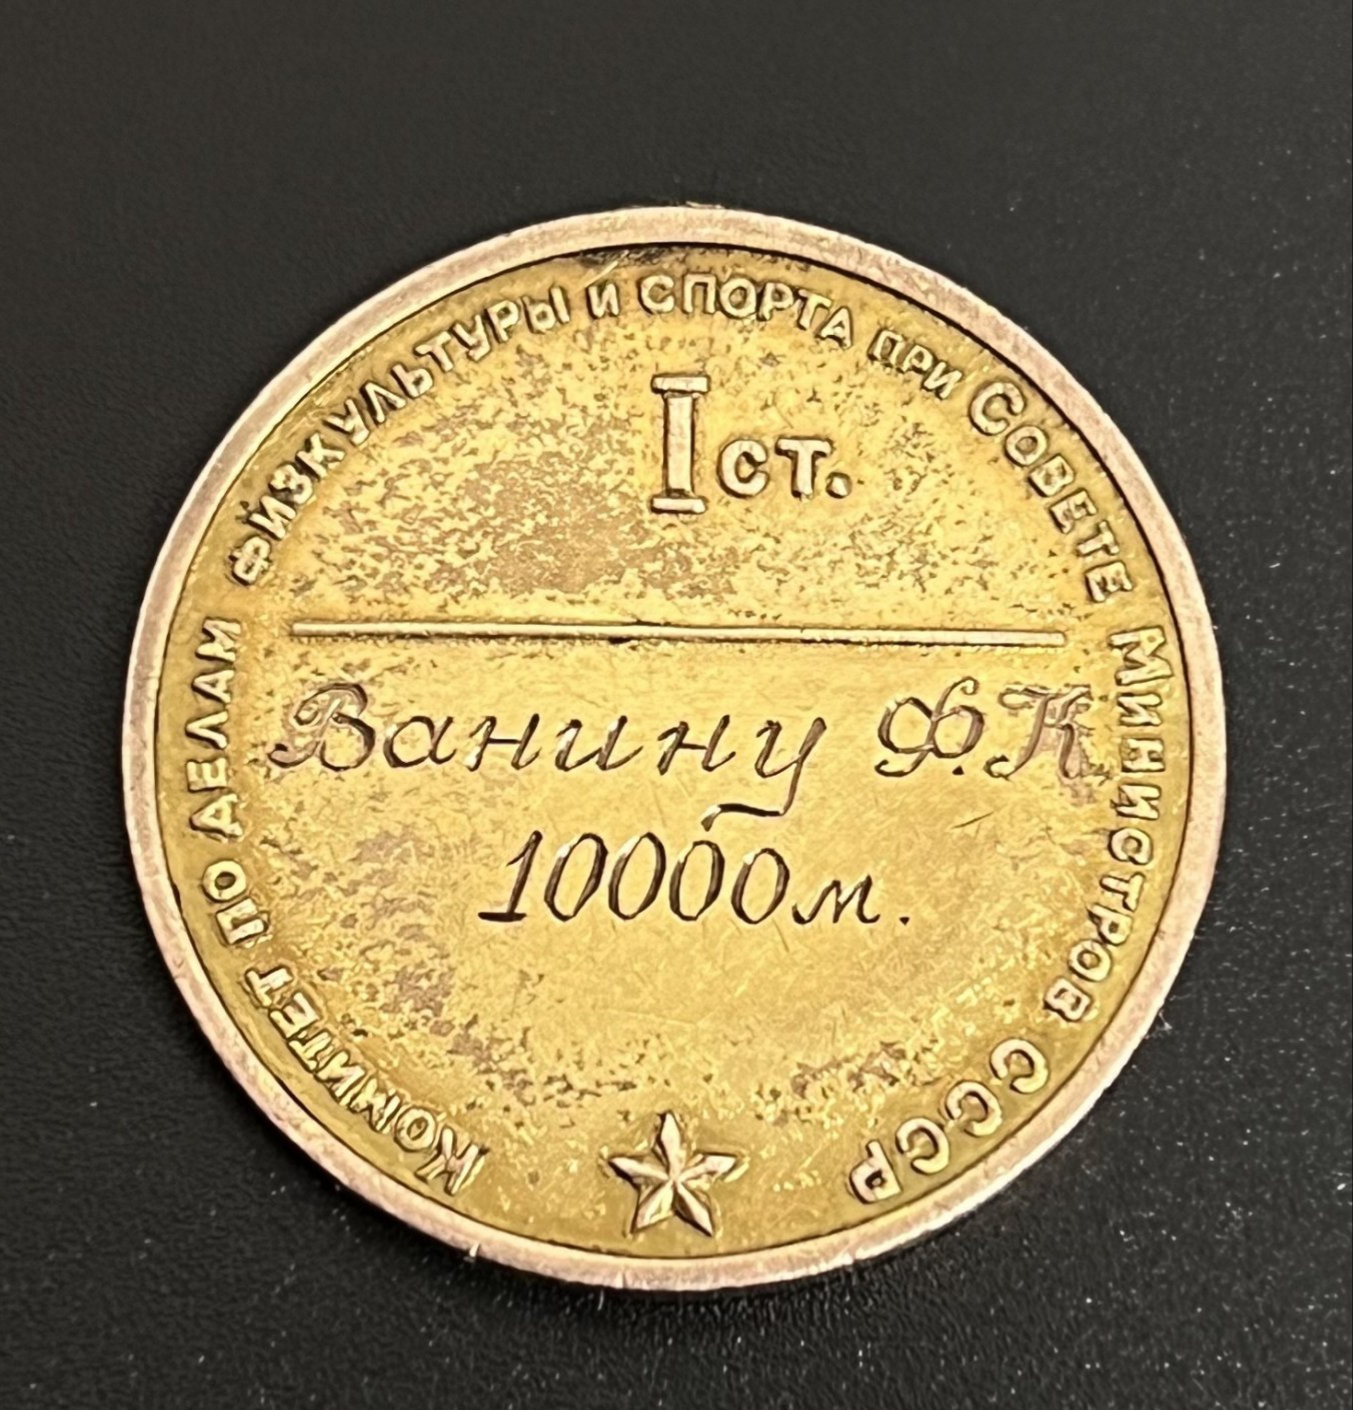 Комитет по делам физкультуры и спорта при Совете Министров СССР
I ст.
Ванину Ф.К
10000м.